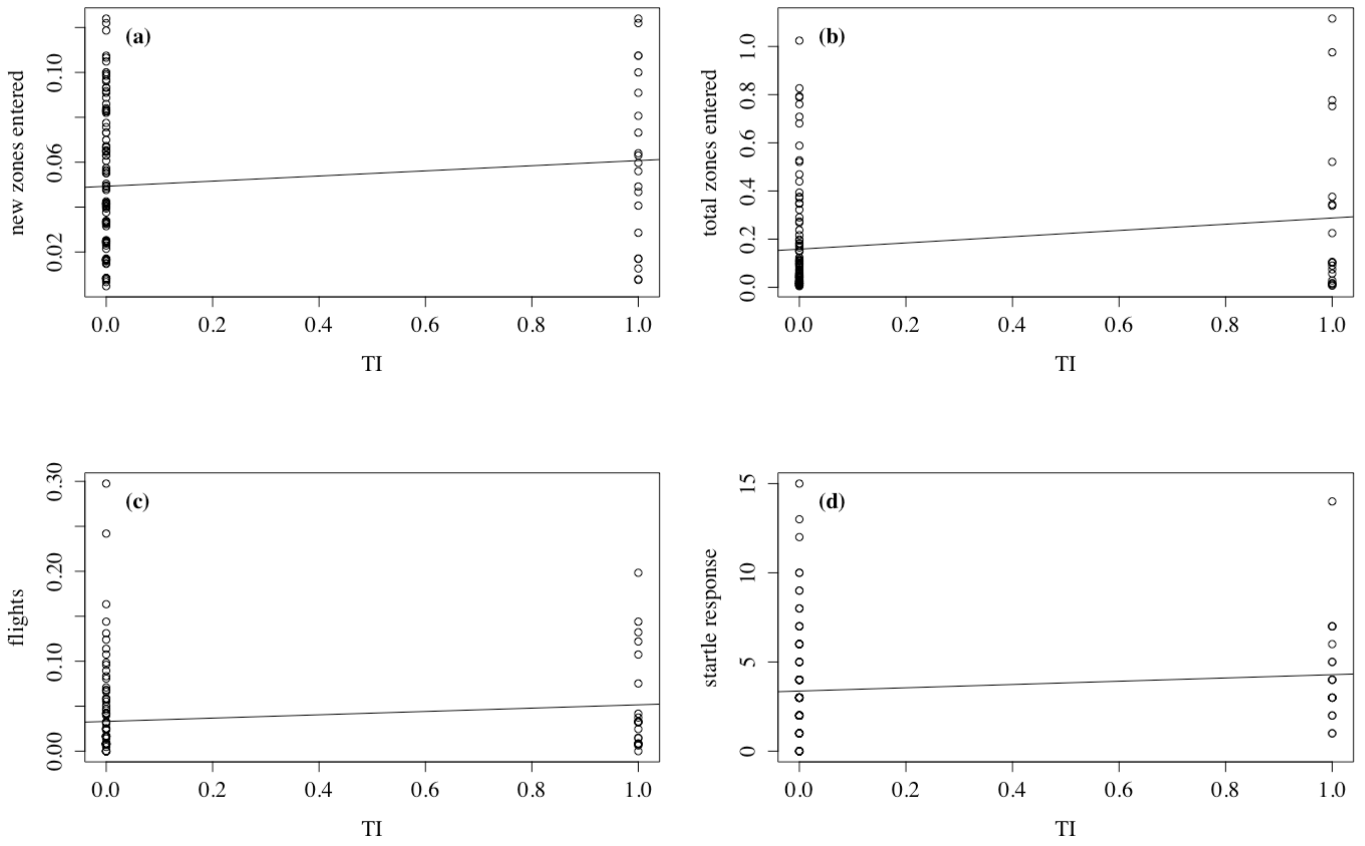 (a)
new zones entered
0.02 0.06 0.10
0.0 0.2 0.4 0.6 0.8 1.0
TI
(b)
total zones entered
0.0 0.2 0.4 0.6 0.8 1.0
0.0 0.2 0.4 0.6 0.8 1.0
TI
(c)
flights
0.00 0.10 0.20 0.30
0.0 0.2 0.4 0.6 0.8 1.0
TI
(d)
startle response
0 5 10 15
0.0 0.2 0.4 0.6 0.8 1.0
TI